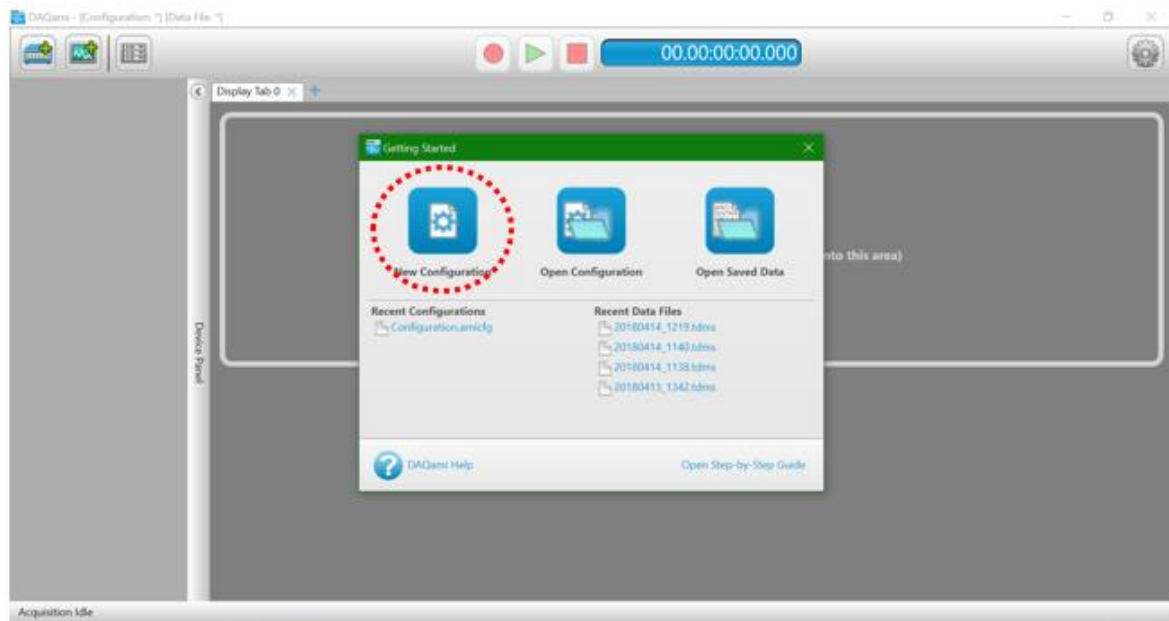 DAQami - [Configuration: *] [Data File: *]
00.00:00:00.000
Display Tab 0
Device Panel
Getting Started
nto this area)
New Configuration
Open Configuration
Open Saved Data
Recent Configurations
Configuration.amicfg
Recent Data Files
20180414_1219.tdms
20180414_1140.tdms
20180414_1138.tdms
20180413_1342.tdms
DAQami Help
Open Step-by-Step Guide
Acquisition Idle